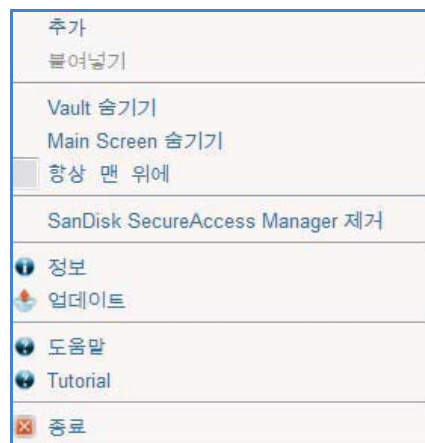 추가
붙여넣기
Vault 숨기기
Main Screen 숨기기
항상 맨 위에
SanDisk SecureAccess Manager 제거
정보
업데이트
도움말
Tutorial
종료